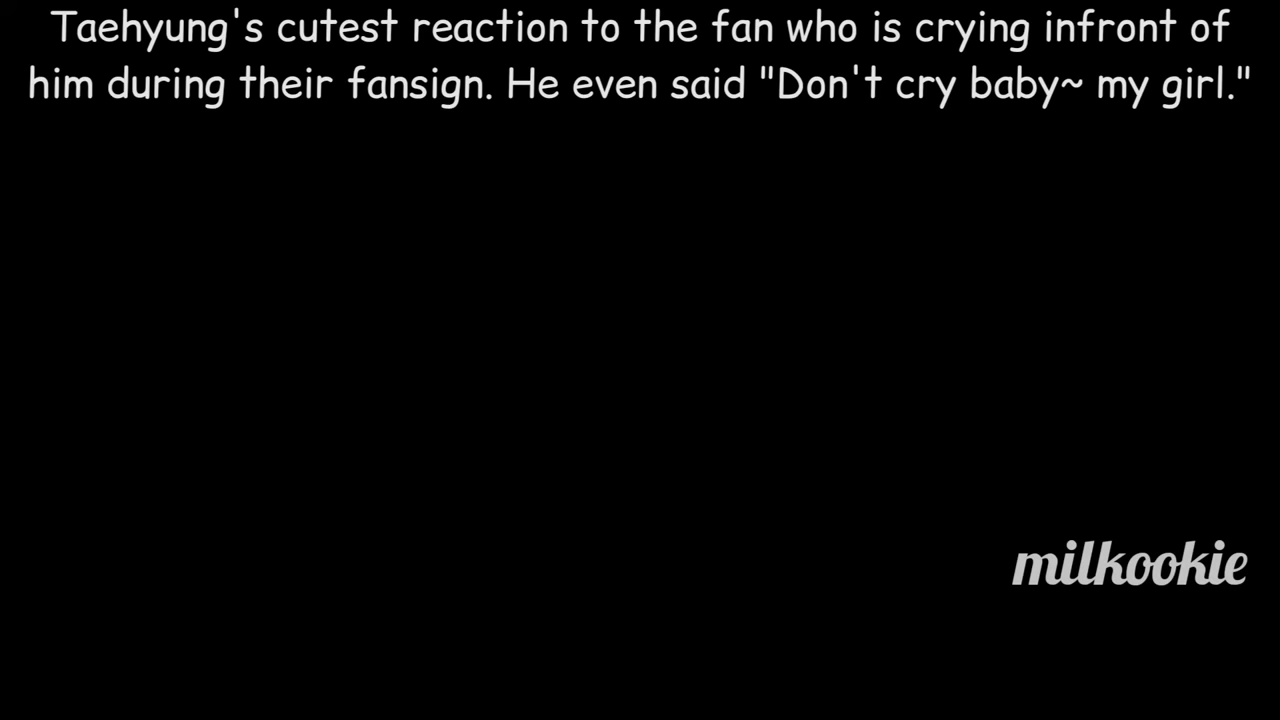 Taehyung's cutest reaction to the fan who is crying infront of
him during their fansign. He even said "Don't cry baby~ my girl."
milkookie